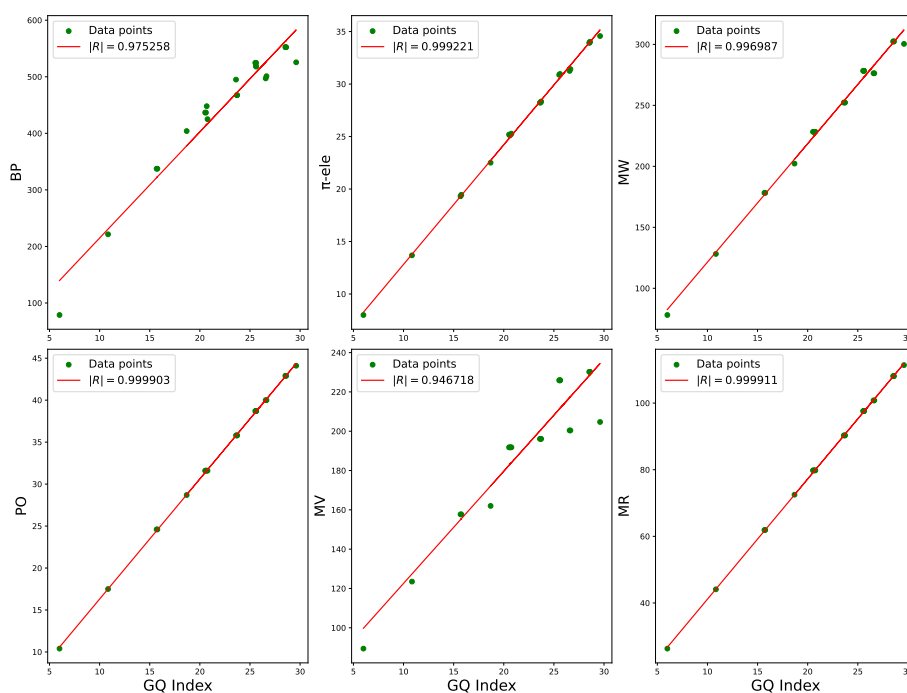 600
500
400
300
200
100
BP
Data points
|R| = 0.975258
5 10 15 20 25 30
35
30
25
20
15
10
π-ele
Data points
|R| = 0.999221
5 10 15 20 25 30
300
250
200
150
100
MW
Data points
|R| = 0.996987
5 10 15 20 25 30
45
40
35
30
25
20
15
10
PO
Data points
|R| = 0.999903
5 10 15 20 25 30
GQ Index
240
220
200
180
160
140
120
100
MV
Data points
|R| = 0.946718
5 10 15 20 25 30
GQ Index
100
80
60
40
MR
Data points
|R| = 0.999911
5 10 15 20 25 30
GQ Index